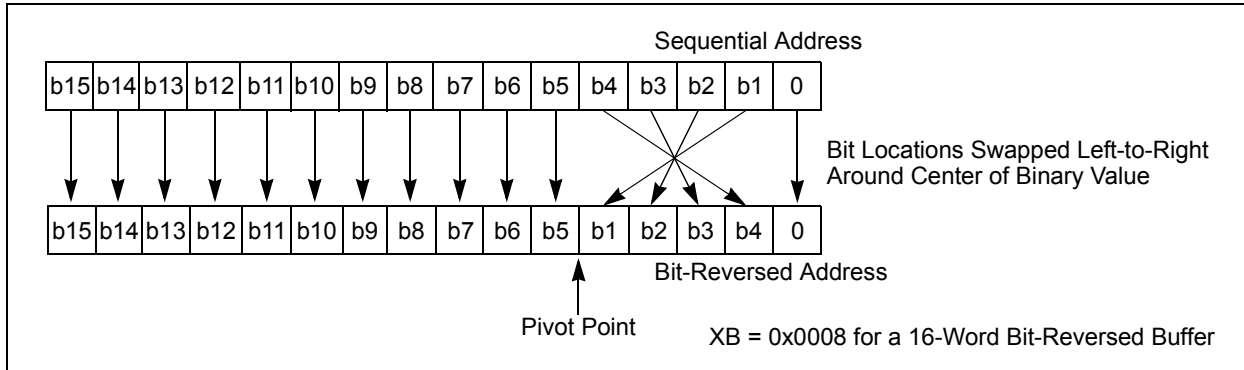 Sequential Address
b15 b14 b13 b12 b11 b10 b9 b8 b7 b6 b5 b4 b3 b2 b1 0
Bit Locations Swapped Left-to-Right
Around Center of Binary Value
b15 b14 b13 b12 b11 b10 b9 b8 b7 b6 b5 b1 b2 b3 b4 0
Bit-Reversed Address
Pivot Point
XB = 0x0008 for a 16-Word Bit-Reversed Buffer